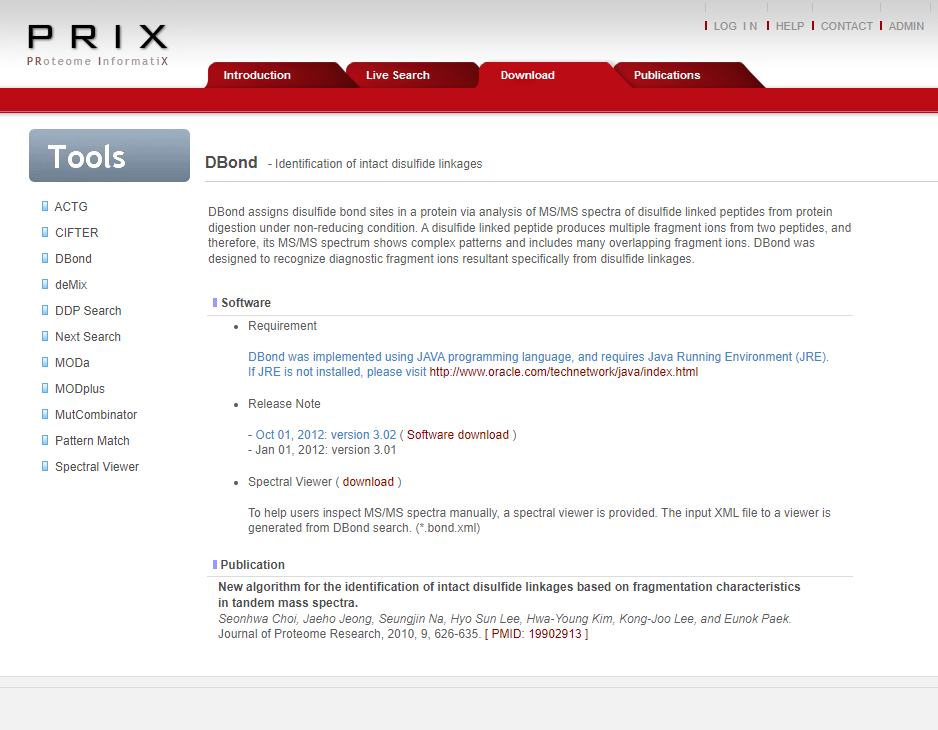 PRIX
PRoteome InformatiX
LOG IN HELP CONTACT ADMIN
Introduction Live Search Download Publications
Tools
ACTG
CIFTER
DBond
deMix
DDP Search
Next Search
MODa
MODplus
MutCombinator
Pattern Match
Spectral Viewer
DBond - Identification of intact disulfide linkages
DBond assigns disulfide bond sites in a protein via analysis of MS/MS spectra of disulfide linked peptides from protein
digestion under non-reducing condition. A disulfide linked peptide produces multiple fragment ions from two peptides, and
therefore, its MS/MS spectrum shows complex patterns and includes many overlapping fragment ions. DBond was
designed to recognize diagnostic fragment ions resultant specifically from disulfide linkages.
Software
• Requirement
DBond was implemented using JAVA programming language, and requires Java Running Environment (JRE).
If JRE is not installed, please visit http://www.oracle.com/technetwork/java/index.html
• Release Note
- Oct 01, 2012: version 3.02 ( Software download )
- Jan 01, 2012: version 3.01
• Spectral Viewer ( download )
To help users inspect MS/MS spectra manually, a spectral viewer is provided. The input XML file to a viewer is
generated from DBond search. (*.bond.xml)
Publication
New algorithm for the identification of intact disulfide linkages based on fragmentation characteristics
in tandem mass spectra.
Seonhwa Choi, Jaeho Jeong, Seungjin Na, Hyo Sun Lee, Hwa-Young Kim, Kong-Joo Lee, and Eunok Paek.
Journal of Proteome Research, 2010, 9, 626-635. [ PMID: 19902913 ]